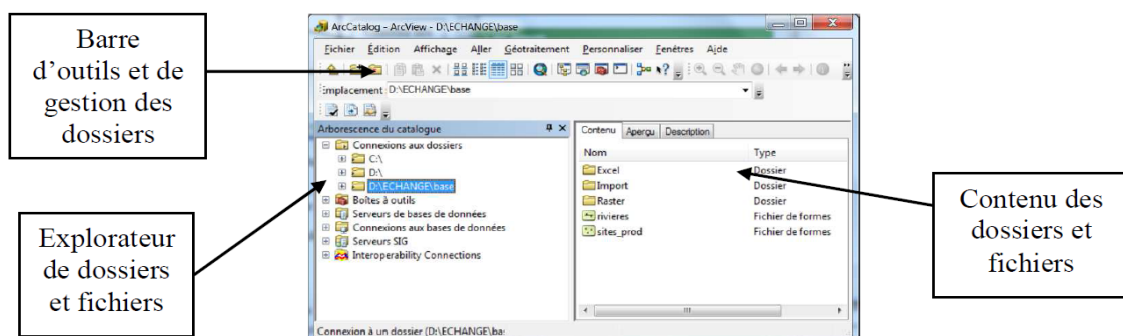 Barre
d'outils et de
gestion des
dossiers
Explorateur
de dossiers
et fichiers
ArcCatalog - ArcView - D:\ECHANGE\base
Fichier Édition Affichage Aller Géotraitement Personnaliser Fenêtres Aide
Emplacement : D:\ECHANGE\base
Arborescence du catalogue
Connexions aux dossiers
C:\
D:\
D:\ECHANGE\base
Boîtes à outils
Serveurs de bases de données
Connexions aux bases de données
Serveurs SIG
Interoperability Connections
Contenu Aperçu Description
Nom Type
Excel Dossier
Import Dossier
Raster Dossier
rivieres Fichier de formes
sites_prod Fichier de formes
Connexion à un dossier (D:\ECHANGE\ba
Contenu des
dossiers et
fichiers